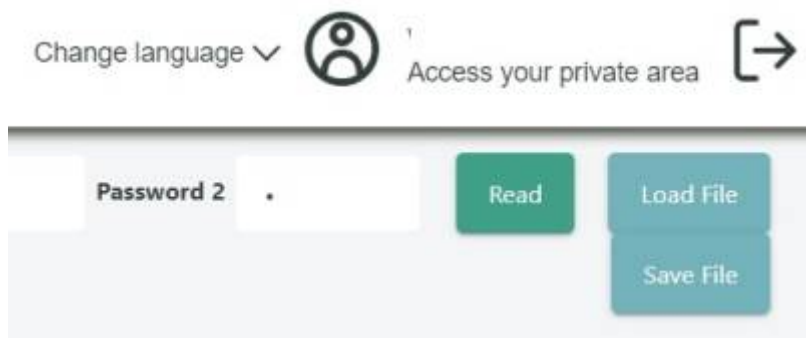 Change language
Access your private area
Password 2
Read
Load File
Save File